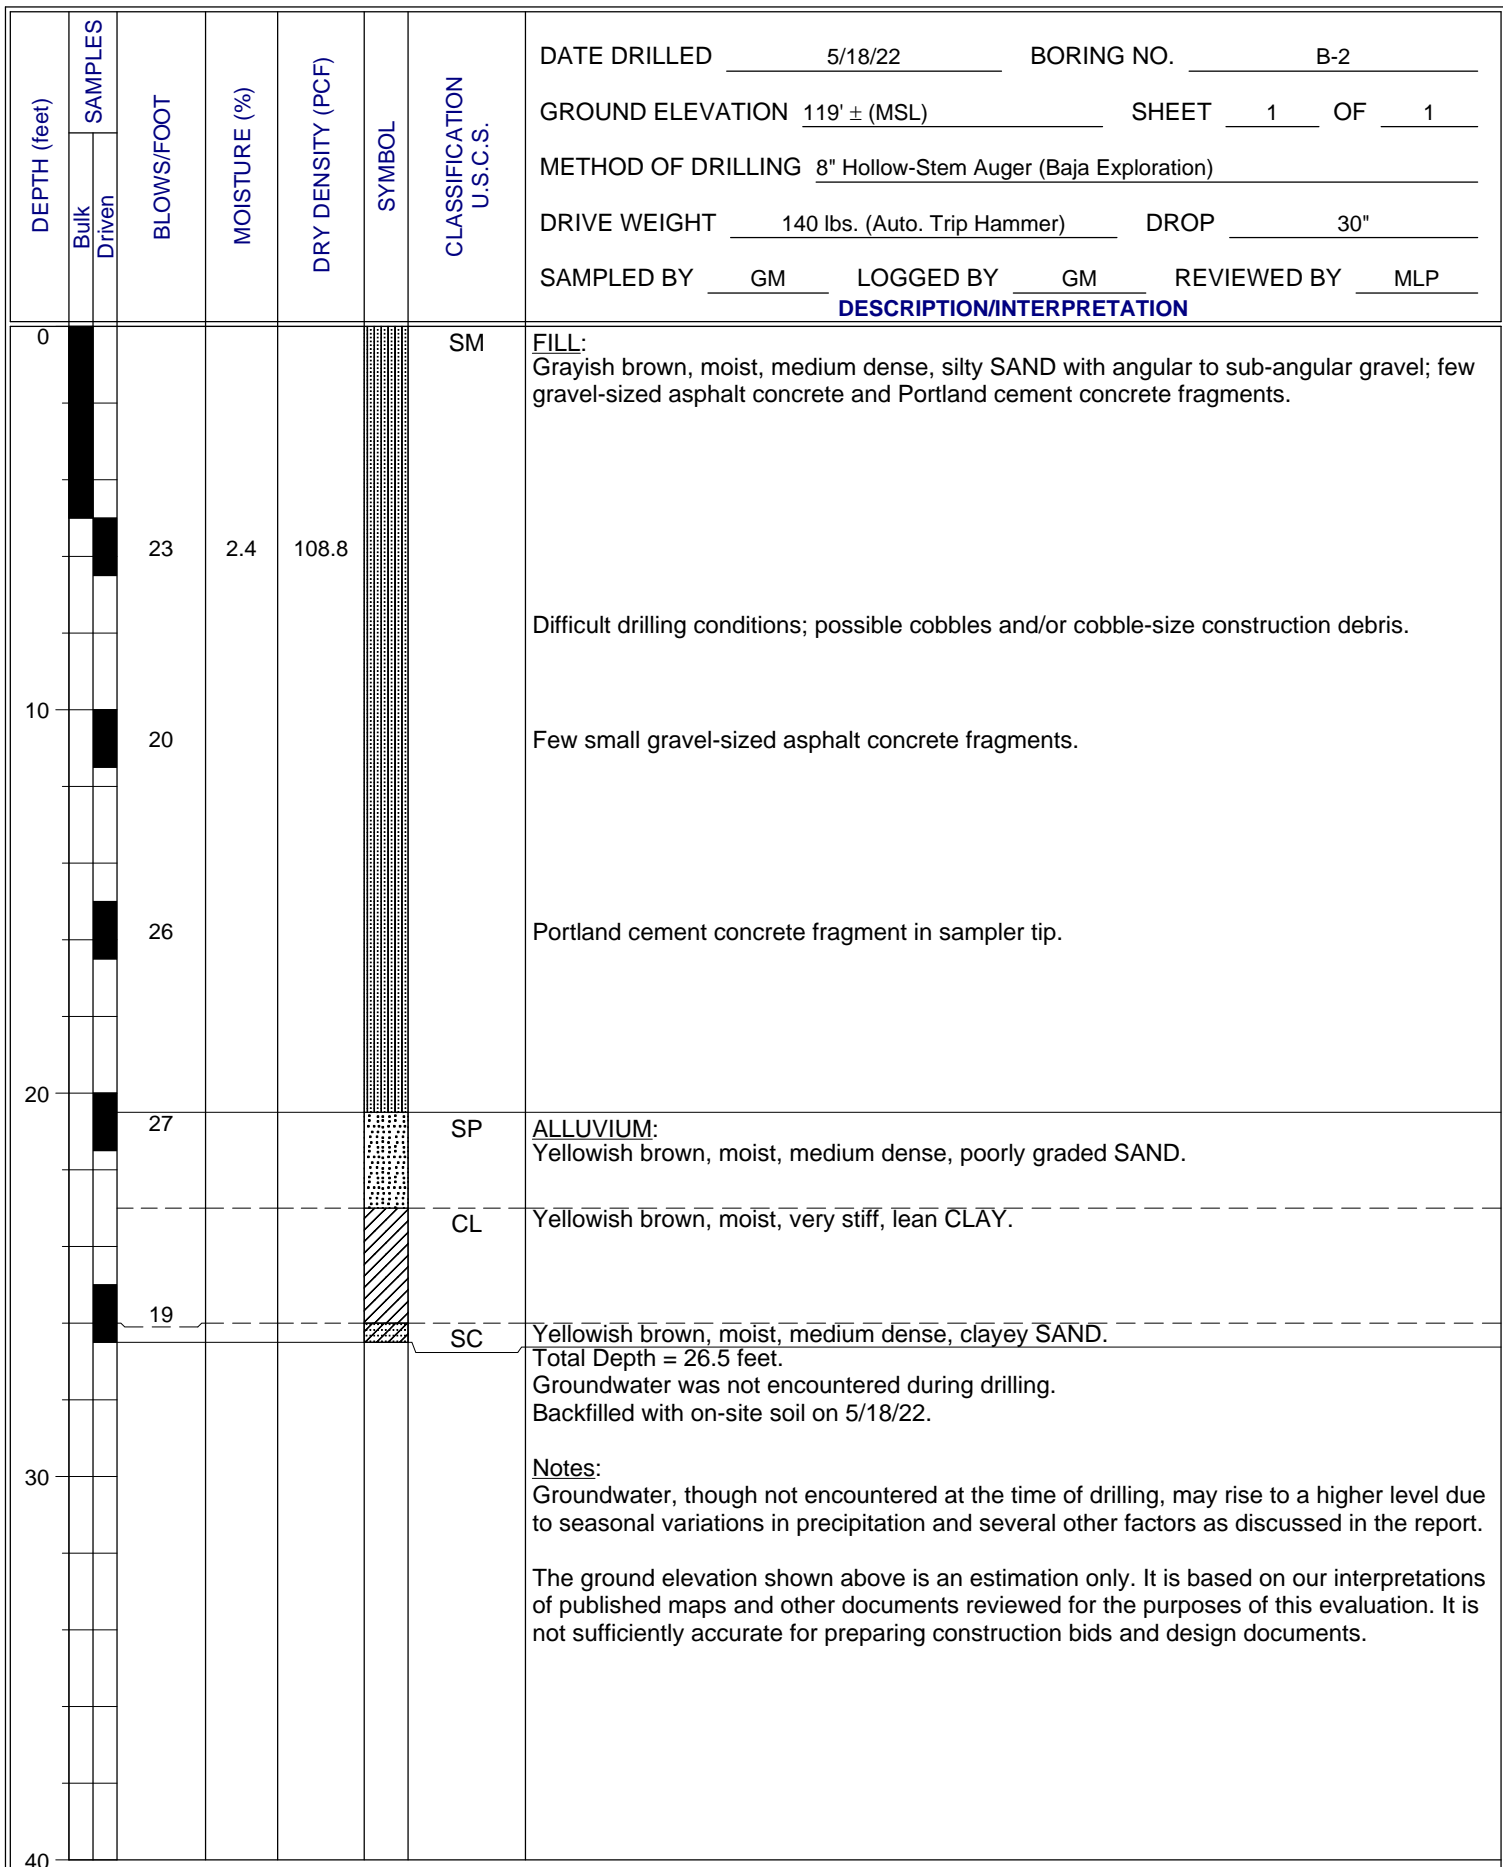 DEPTH (feet)
SAMPLES
Bulk
Driven
BLOWS/FOOT
MOISTURE (%)
DRY DENSITY (PCF)
SYMBOL
CLASSIFICATION
U.S.C.S.
DATE DRILLED 5/18/22 BORING NO. B-2
GROUND ELEVATION 119' ± (MSL) SHEET 1 OF 1
METHOD OF DRILLING 8" Hollow-Stem Auger (Baja Exploration)
DRIVE WEIGHT 140 lbs. (Auto. Trip Hammer) DROP 30"
SAMPLED BY GM LOGGED BY GM REVIEWED BY MLP
DESCRIPTION/INTERPRETATION
0 SM FILL:
Grayish brown, moist, medium dense, silty SAND with angular to sub-angular gravel; few
gravel-sized asphalt concrete and Portland cement concrete fragments.
23 2.4 108.8
Difficult drilling conditions; possible cobbles and/or cobble-size construction debris.
10
20 Few small gravel-sized asphalt concrete fragments.
26 Portland cement concrete fragment in sampler tip.
20
27 SP ALLUVIUM:
Yellowish brown, moist, medium dense, poorly graded SAND.
CL Yellowish brown, moist, very stiff, lean CLAY.
19
SC Yellowish brown, moist, medium dense, clayey SAND.
Total Depth = 26.5 feet.
Groundwater was not encountered during drilling.
Backfilled with on-site soil on 5/18/22.
30 Notes:
Groundwater, though not encountered at the time of drilling, may rise to a higher level due
to seasonal variations in precipitation and several other factors as discussed in the report.
The ground elevation shown above is an estimation only. It is based on our interpretations
of published maps and other documents reviewed for the purposes of this evaluation. It is
not sufficiently accurate for preparing construction bids and design documents.
40